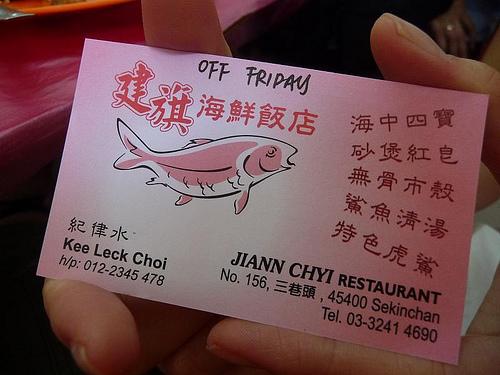 OFF FRIDAY
建旗海鮮飯店
海中四寶
砂煲紅皂
無骨市殼
鯊魚清湯
特色虎鯊
紀律水
Kee Leck Choi
h/p: 012-2345 478
JIANN CHYI RESTAURANT
No. 156, 三巷頭, 45400 Sekinchan
Tel. 03-3241 4690